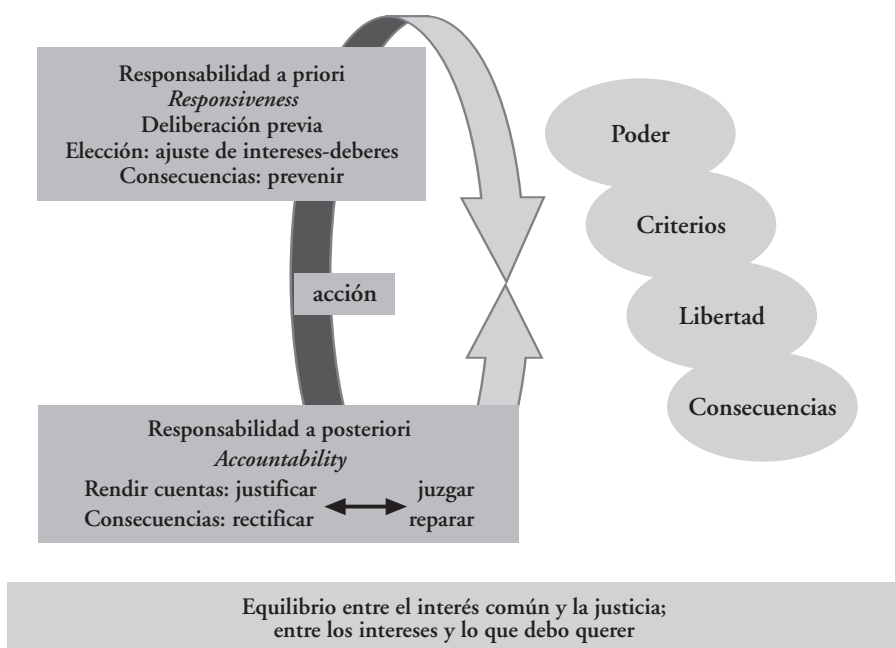 Responsabilidad a priori
Responsiveness
Deliberación previa
Elección: ajuste de intereses-deberes
Consecuencias: prevenir
acción
Responsabilidad a posteriori
Accountability
Rendir cuentas: justificar juzgar
Consecuencias: rectificar reparar
Poder
Criterios
Libertad
Consecuencias
Equilibrio entre el interés común y la justicia;
entre los intereses y lo que debo querer